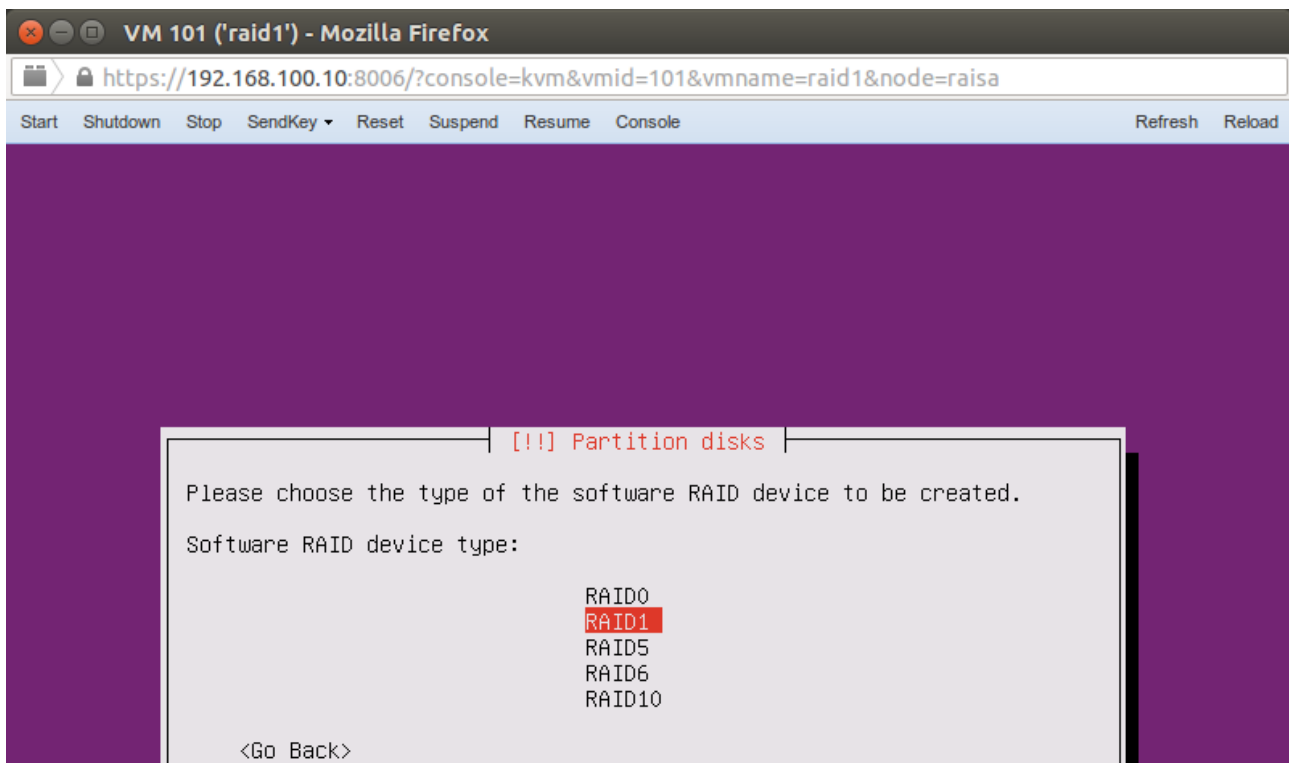 VM 101 ('raid1') - Mozilla Firefox
https://192.168.100.10:8006/?console=kvm&vmid=101&vmname=raid1&node=raisa
Start Shutdown Stop SendKey Reset Suspend Resume Console Refresh Reload
[!!] Partition disks
Please choose the type of the software RAID device to be created.
Software RAID device type:
RAID0
RAID1
RAID5
RAID6
RAID10
<Go Back>